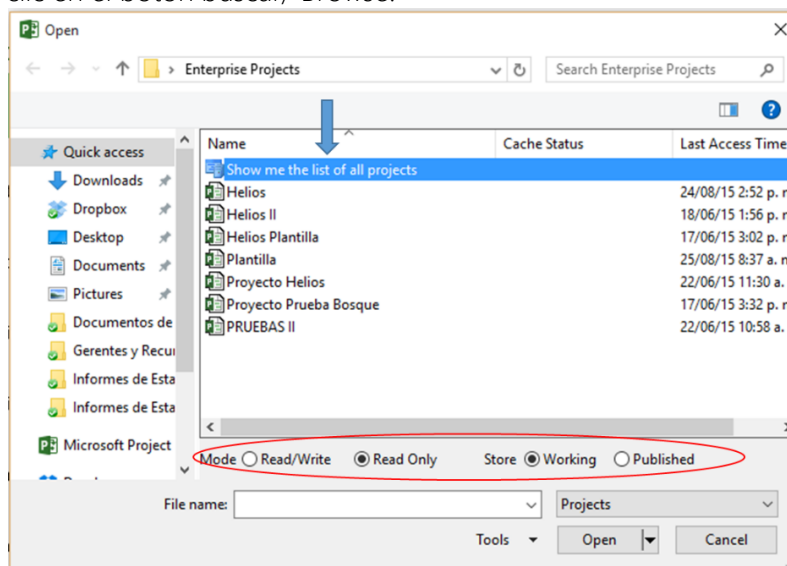 Open
Enterprise Projects
Search Enterprise Projects
Name Cache Status Last Access Time
Quick access
Downloads
Dropbox
Desktop
Documents
Pictures
Documentos de
Gerentes y Recu
Informes de Esta
Informes de Esta
Microsoft Project
Show me the list of all projects
Helios 24/08/15 2:52 p. r
Helios II 18/06/15 1:56 p. r
Helios Plantilla 17/06/15 3:02 p. r
Plantilla 25/08/15 8:37 a. n
Proyecto Helios 22/06/15 11:30 a.
Proyecto Prueba Bosque 17/06/15 3:32 p. r
PRUEBAS II 22/06/15 10:58 a.
Mode Read/Write Read Only Store Working Published
File name: Projects
Tools Open Cancel